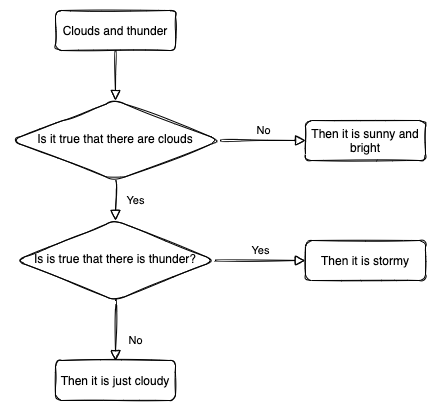 Clouds and thunder
Is it true that there are clouds
No
Then it is sunny and
bright
Yes
Is is true that there is thunder?
Yes
Then it is stormy
No
Then it is just cloudy